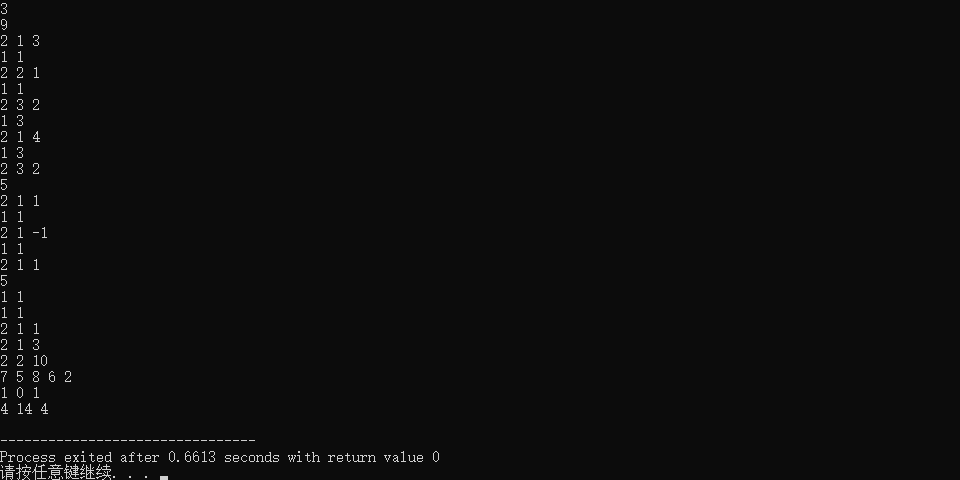 3
9
2 1 3
1 1
2 2 1
1 1
2 3 2
1 3
2 1 4
1 3
2 3 2
5
2 1 1
1 1
2 1 -1
1 1
2 1 1
5
1 1
1 1
2 1 1
2 1 3
2 2 10
7 5 8 6 2
1 0 1
4 14 4
--------------------------------
Process exited after 0.6613 seconds with return value 0
请按任意键继续. . .